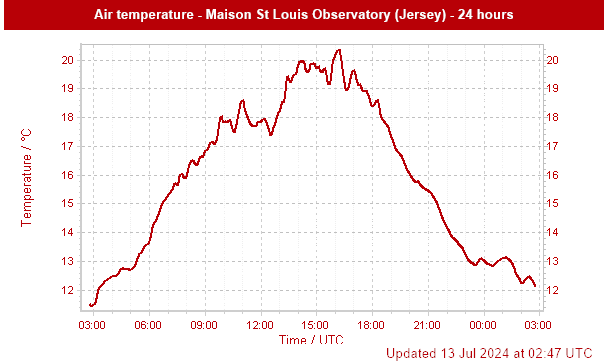 Air temperature - Maison St Louis Observatory (Jersey) - 24 hours
20 20
19 19
18 18
17 17
16 16
15 15
14 14
13 13
12 12
Temperature / °C
03:00 06:00 09:00 12:00 15:00 18:00 21:00 00:00 03:00
Time / UTC
Updated 13 Jul 2024 at 02:47 UTC